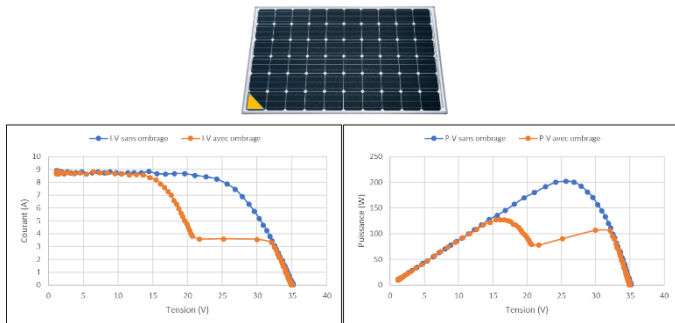 I-V sans ombrage I-V avec ombrage
Courant (A)
10
9
8
7
6
5
4
3
2
1
0
0 5 10 15 20 25 30 35 40
Tension (V)
P-V sans ombrage P-V avec ombrage
Puissance (W)
250
200
150
100
50
0
0 5 10 15 20 25 30 35 40
Tension (V)